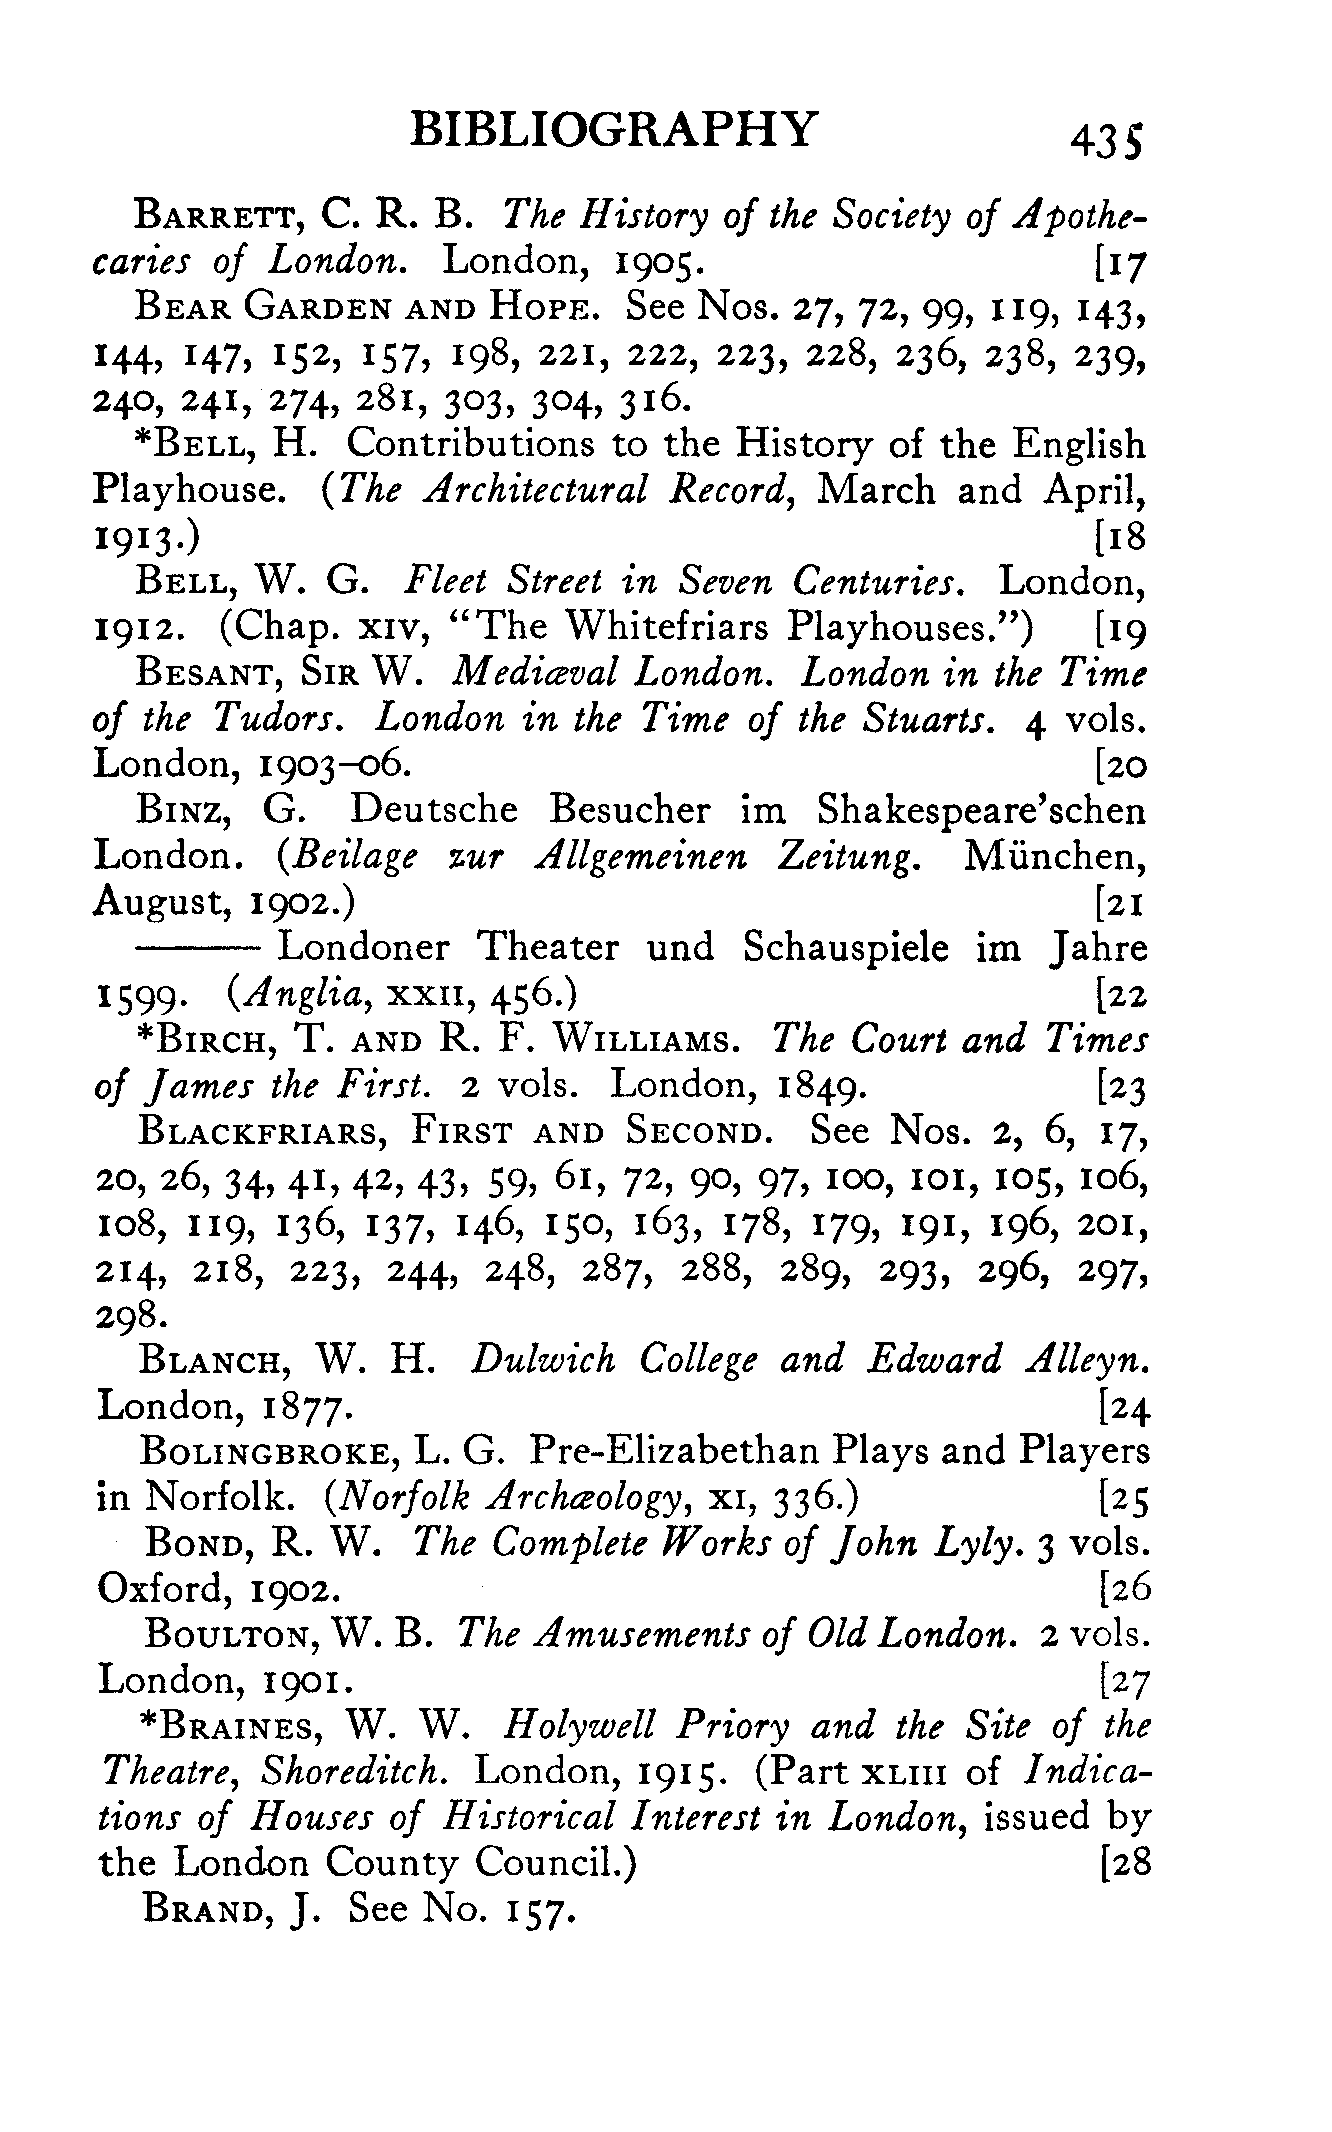 BIBLIOGRAPHY 435
BARRETT, C. R. B. The History of the Society of Apothe-
caries of London. London, 1905. [17
BEAR GARDEN AND HOPE. See Nos. 27, 72, 99, 119, 143,
144, 147, 152, 157, 198, 221, 222, 223, 228, 236, 238, 239,
240, 241, 274, 281, 303, 304, 316.
*BELL, H. Contributions to the History of the English
Playhouse. (The Architectural Record, March and April,
1913.) [18
BELL, W. G. Fleet Street in Seven Centuries. London,
1912. (Chap. XIV, "The Whitefriars Playhouses.") [19
BESANT, SIR W. Mediæval London. London in the Time
of the Tudors. London in the Time of the Stuarts. 4 vols.
London, 1903–06. [20
BINZ, G. Deutsche Besucher im Shakespeare'schen
London. (Beilage zur Allgemeinen Zeitung. München,
August, 1902.) [21
——— Londoner Theater und Schauspiele im Jahre
1599. (Anglia, XXII, 456.) [22
*BIRCH, T. AND R. F. WILLIAMS. The Court and Times
of James the First. 2 vols. London, 1849. [23
BLACKFRIARS, FIRST AND SECOND. See Nos. 2, 6, 17,
20, 26, 34, 41, 42, 43, 59, 61, 72, 90, 97, 100, 101, 105, 106,
108, 119, 136, 137, 146, 150, 163, 178, 179, 191, 196, 201,
214, 218, 223, 244, 248, 287, 288, 289, 293, 296, 297,
298.
BLANCH, W. H. Dulwich College and Edward Alleyn.
London, 1877. [24
BOLINGBROKE, L. G. Pre-Elizabethan Plays and Players
in Norfolk. (Norfolk Archæology, XI, 336.) [25
BOND, R. W. The Complete Works of John Lyly. 3 vols.
Oxford, 1902. [26
BOULTON, W. B. The Amusements of Old London. 2 vols.
London, 1901. [27
*BRAINES, W. W. Holywell Priory and the Site of the
Theatre, Shoreditch. London, 1915. (Part XLIII of Indica-
tions of Houses of Historical Interest in London, issued by
the London County Council.) [28
BRAND, J. See No. 157.